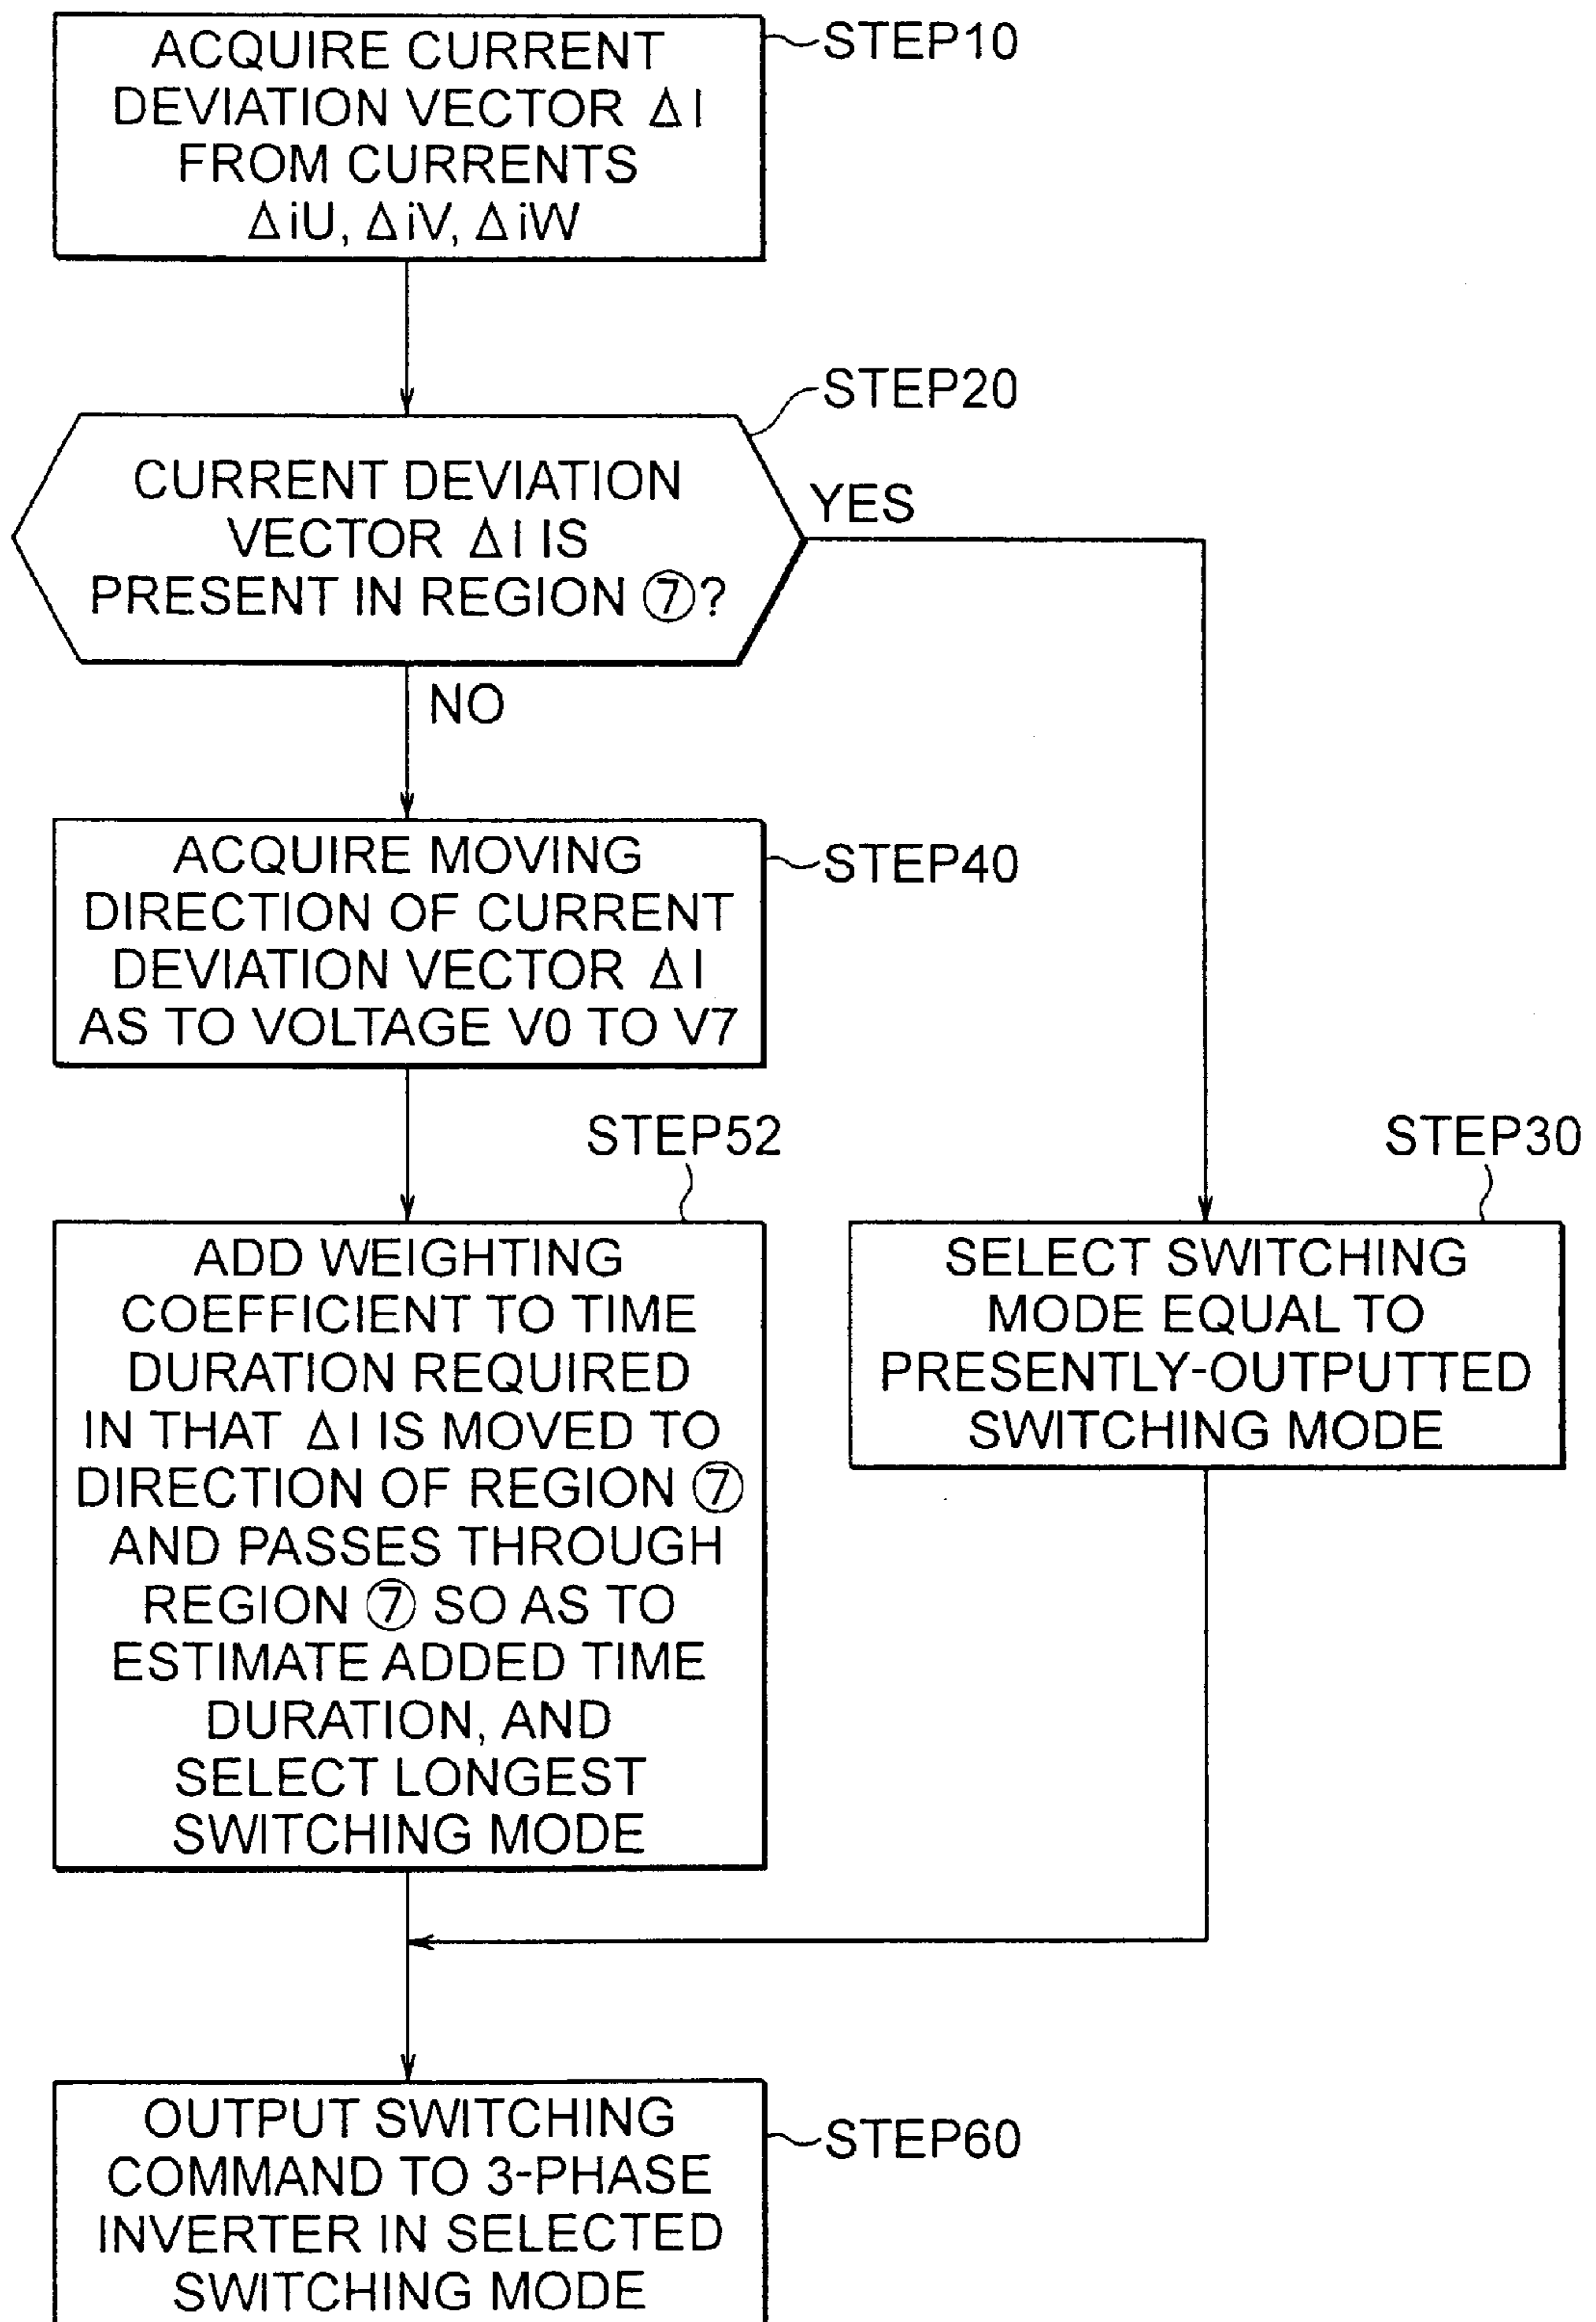 ACQUIRE CURRENT
DEVIATION VECTOR ΔI
FROM CURRENTS
ΔiU, ΔiV, ΔiW
STEP10
STEP20
CURRENT DEVIATION
VECTOR ΔI IS
PRESENT IN REGION ⑦?
YES
NO
ACQUIRE MOVING
DIRECTION OF CURRENT
DEVIATION VECTOR ΔI
AS TO VOLTAGE V0 TO V7
STEP40
STEP52
ADD WEIGHTING
COEFFICIENT TO TIME
DURATION REQUIRED
IN THAT ΔI IS MOVED TO
DIRECTION OF REGION ⑦
AND PASSES THROUGH
REGION ⑦ SO AS TO
ESTIMATE ADDED TIME
DURATION, AND
SELECT LONGEST
SWITCHING MODE
STEP30
SELECT SWITCHING
MODE EQUAL TO
PRESENTLY-OUTPUTTED
SWITCHING MODE
OUTPUT SWITCHING
COMMAND TO 3-PHASE
INVERTER IN SELECTED
SWITCHING MODE
STEP60